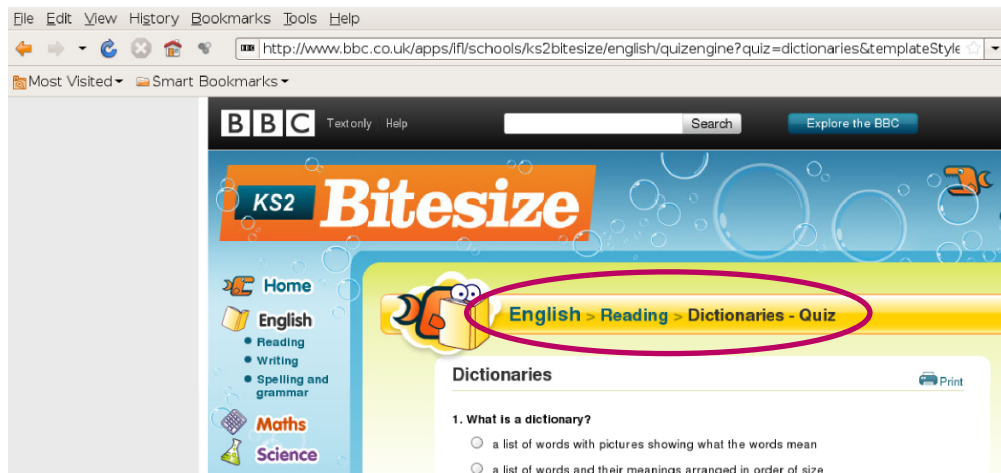 File Edit View History Bookmarks Tools Help
http://www.bbc.co.uk/apps/ifl/schools/ks2bitesize/english/quizengine?quiz=dictionaries&templateStyle
Most Visited Smart Bookmarks
BBC Text only Help Search Explore the BBC
KS2 Bitesize
Home
English
Reading
Writing
Spelling and
grammar
Maths
Science
English > Reading > Dictionaries - Quiz
Dictionaries
Print
1. What is a dictionary?
a list of words with pictures showing what the words mean
a list of words and their meanings arranged in order of size